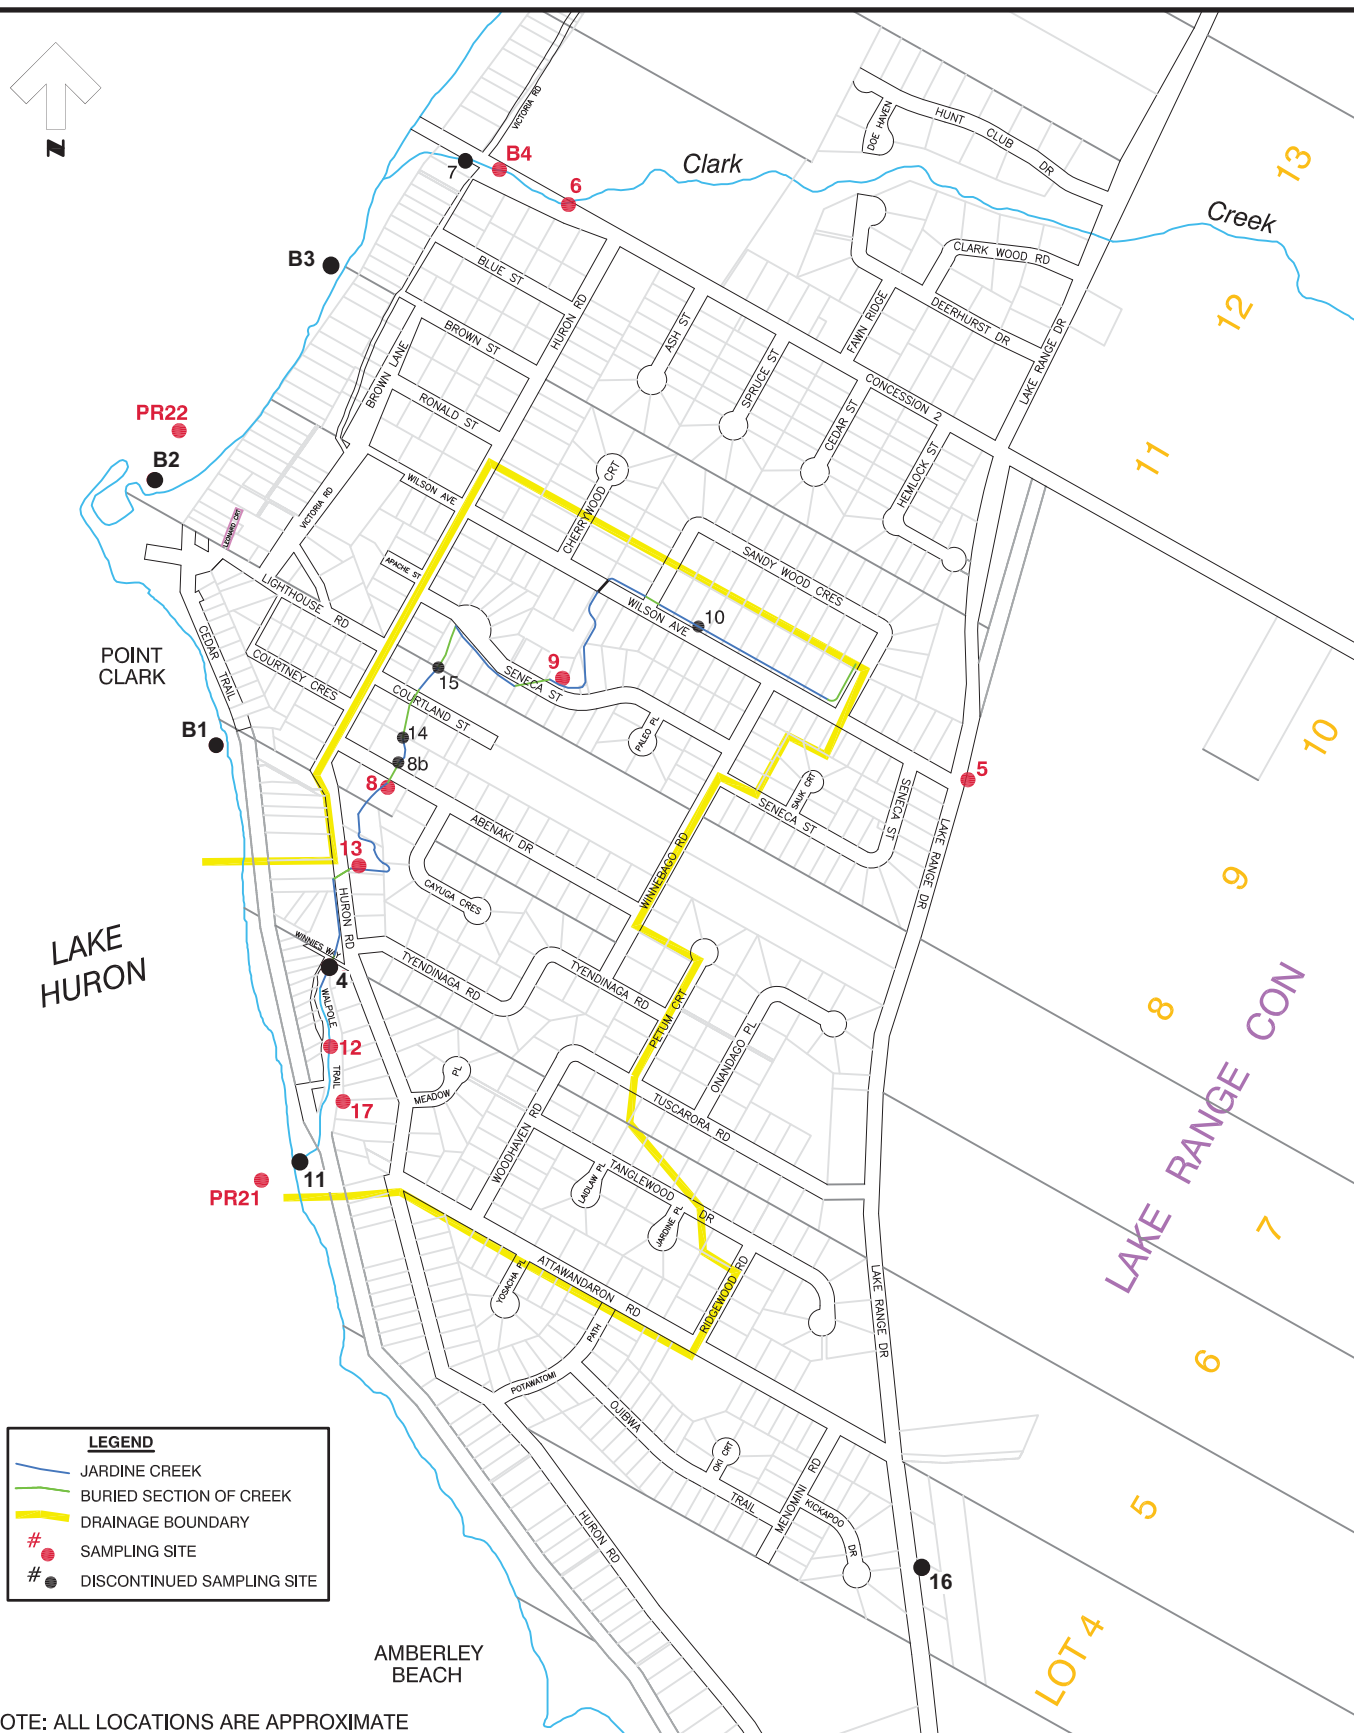 N
VICTORIA RD
DOE HAVEN
HUNT CLUB DR
13
7
B4
6
Clark
Creek
B3
BLUE ST
HURON RD
CLARK WOOD RD
12
DEERHURST DR
FAWN RIDGE
LAKE RANGE DR
BROWN ST
BROWN LANE
ASH ST
SPRUCE ST
CEDAR ST
CONCESSION 2
HEMLOCK ST
RONALD ST
PR22
B2
11
WILSON AVE
VICTORIA RD
LEONARD CRT
CHERRYWOOD CRT
SANDY WOOD CRES
APACHE ST
LIGHTHOUSE RD
WILSON AVE
10
CEDAR TRAIL
POINT
CLARK
COURTNEY CRES
9
15
SENECA ST
COURTLAND ST
PALEO PL
14
8b
8
B1
10
5
SAUK CRT
SENECA ST
SENECA ST
LAKE RANGE DR
ABENAKI DR
WINNEBAGO RD
13
CAYUGA CRES
9
HURON RD
WINNIES WAY
LAKE
HURON
4
TYENDINAGA RD
TYENDINAGA RD
PETUM CRT
ONANDAGO PL
8
LAKE RANGE CON
WALPOLE TRAIL
12
17
MEADOW PL
TUSCARORA RD
WOODHAVEN RD
11
PR21
LAIDLAW PL
TANGLEWOOD DR
JARDINE PL
7
YOSACHA PL
ATTAWANDARON RD
RIDGEWOOD RD
LAKE RANGE DR
PATH
POTAWATOMI
6
OJIBWA TRAIL
OKI CRT
MENOMINI RD
KICKAPOO DR
5
HURON RD
16
LOT 4
LEGEND
JARDINE CREEK
BURIED SECTION OF CREEK
DRAINAGE BOUNDARY
# SAMPLING SITE
# DISCONTINUED SAMPLING SITE
AMBERLEY
BEACH
OTE: ALL LOCATIONS ARE APPROXIMATE